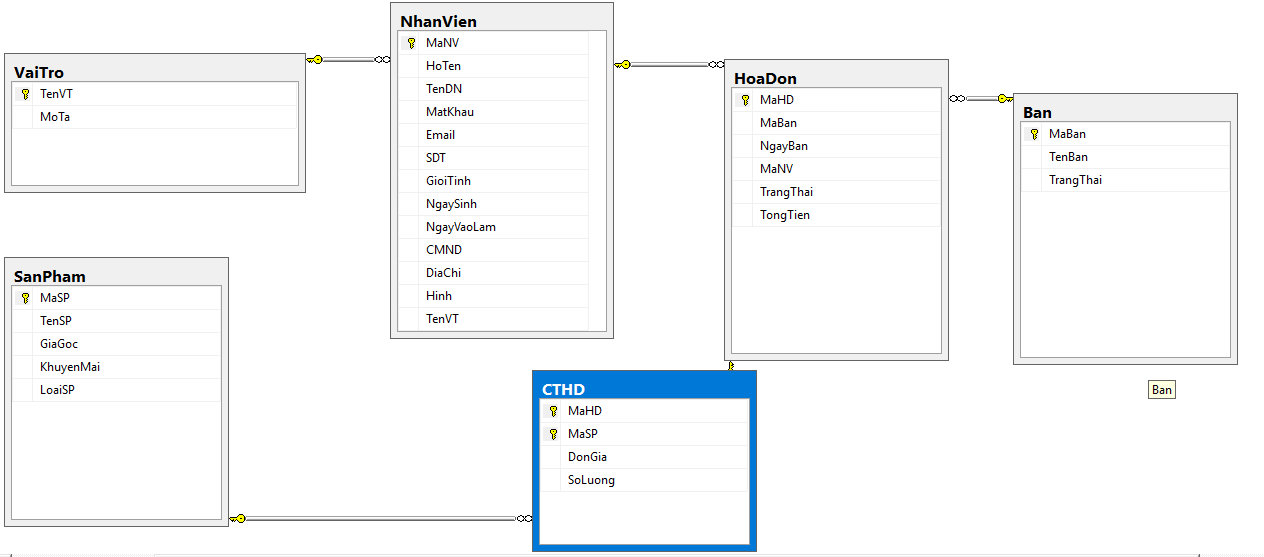 VaiTro
TenVT
MoTa
NhanVien
MaNV
HoTen
TenDN
MatKhau
Email
SDT
GioiTinh
NgaySinh
NgayVaoLam
CMND
DiaChi
Hinh
TenVT
HoaDon
MaHD
MaBan
NgayBan
MaNV
TrangThai
TongTien
Ban
MaBan
TenBan
TrangThai
SanPham
MaSP
TenSP
GiaGoc
KhuyenMai
LoaiSP
CTHD
MaHD
MaSP
DonGia
SoLuong
Ban